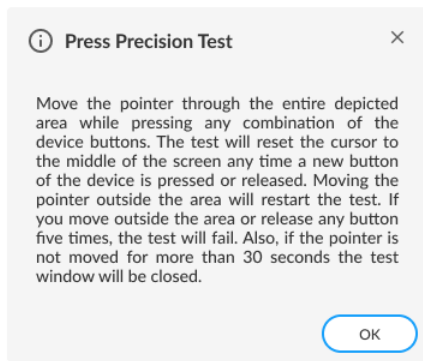 Press Precision Test
Move the pointer through the entire depicted
area while pressing any combination of the
device buttons. The test will reset the cursor to
the middle of the screen any time a new button
of the device is pressed or released. Moving the
pointer outside the area will restart the test. If
you move outside the area or release any button
five times, the test will fail. Also, if the pointer is
not moved for more than 30 seconds the test
window will be closed.
OK